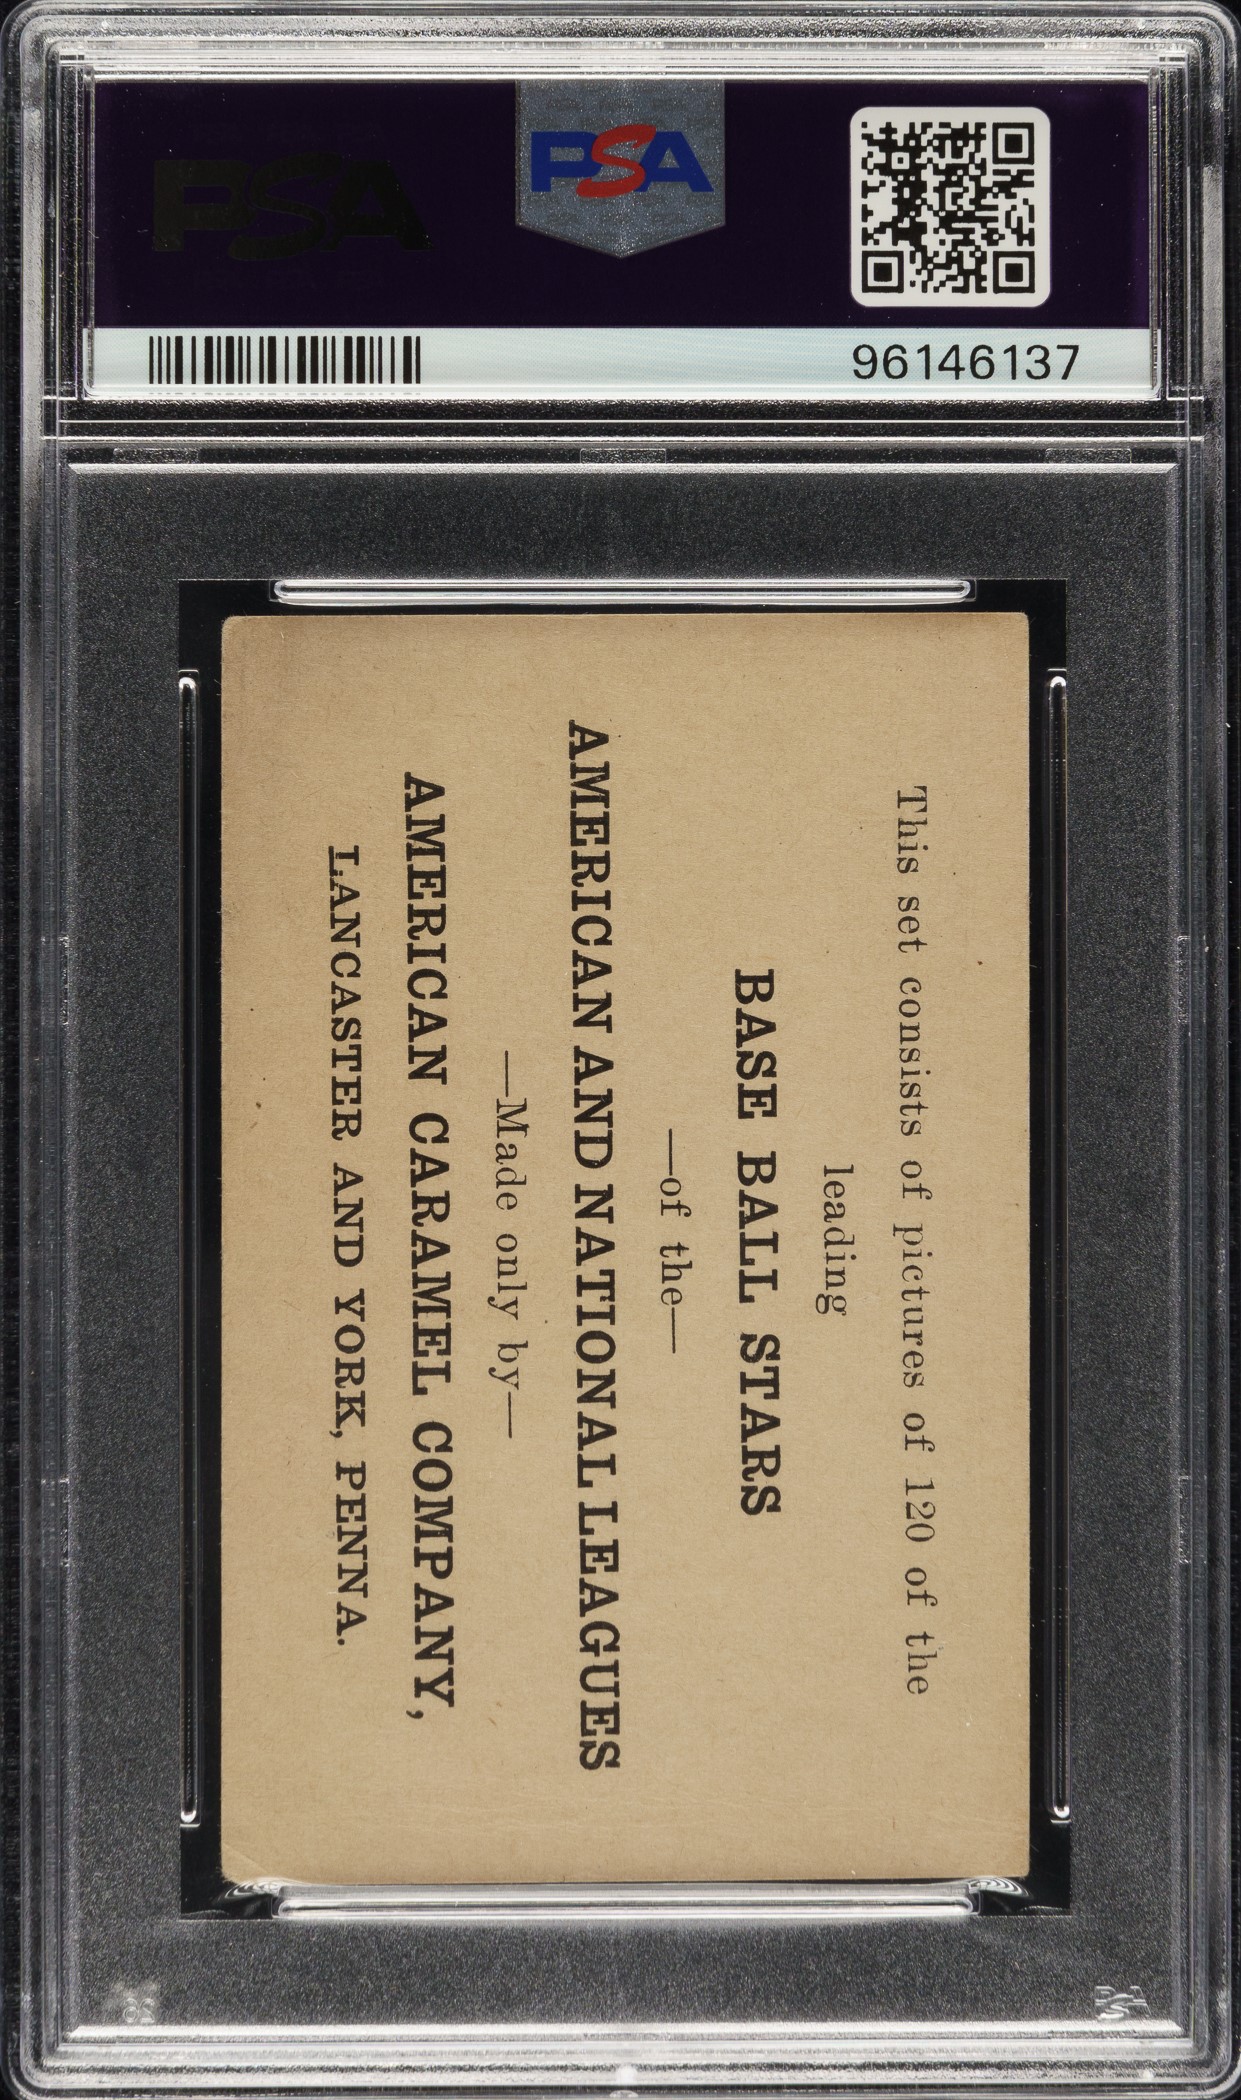 PSA
PSA
96146137
This set consists of pictures of 120 of the
leading
BASE BALL STARS
—of the—
AMERICAN AND NATIONAL LEAGUES
—Made only by—
AMERICAN CARAMEL COMPANY,
LANCASTER AND YORK, PENNA.
PSA